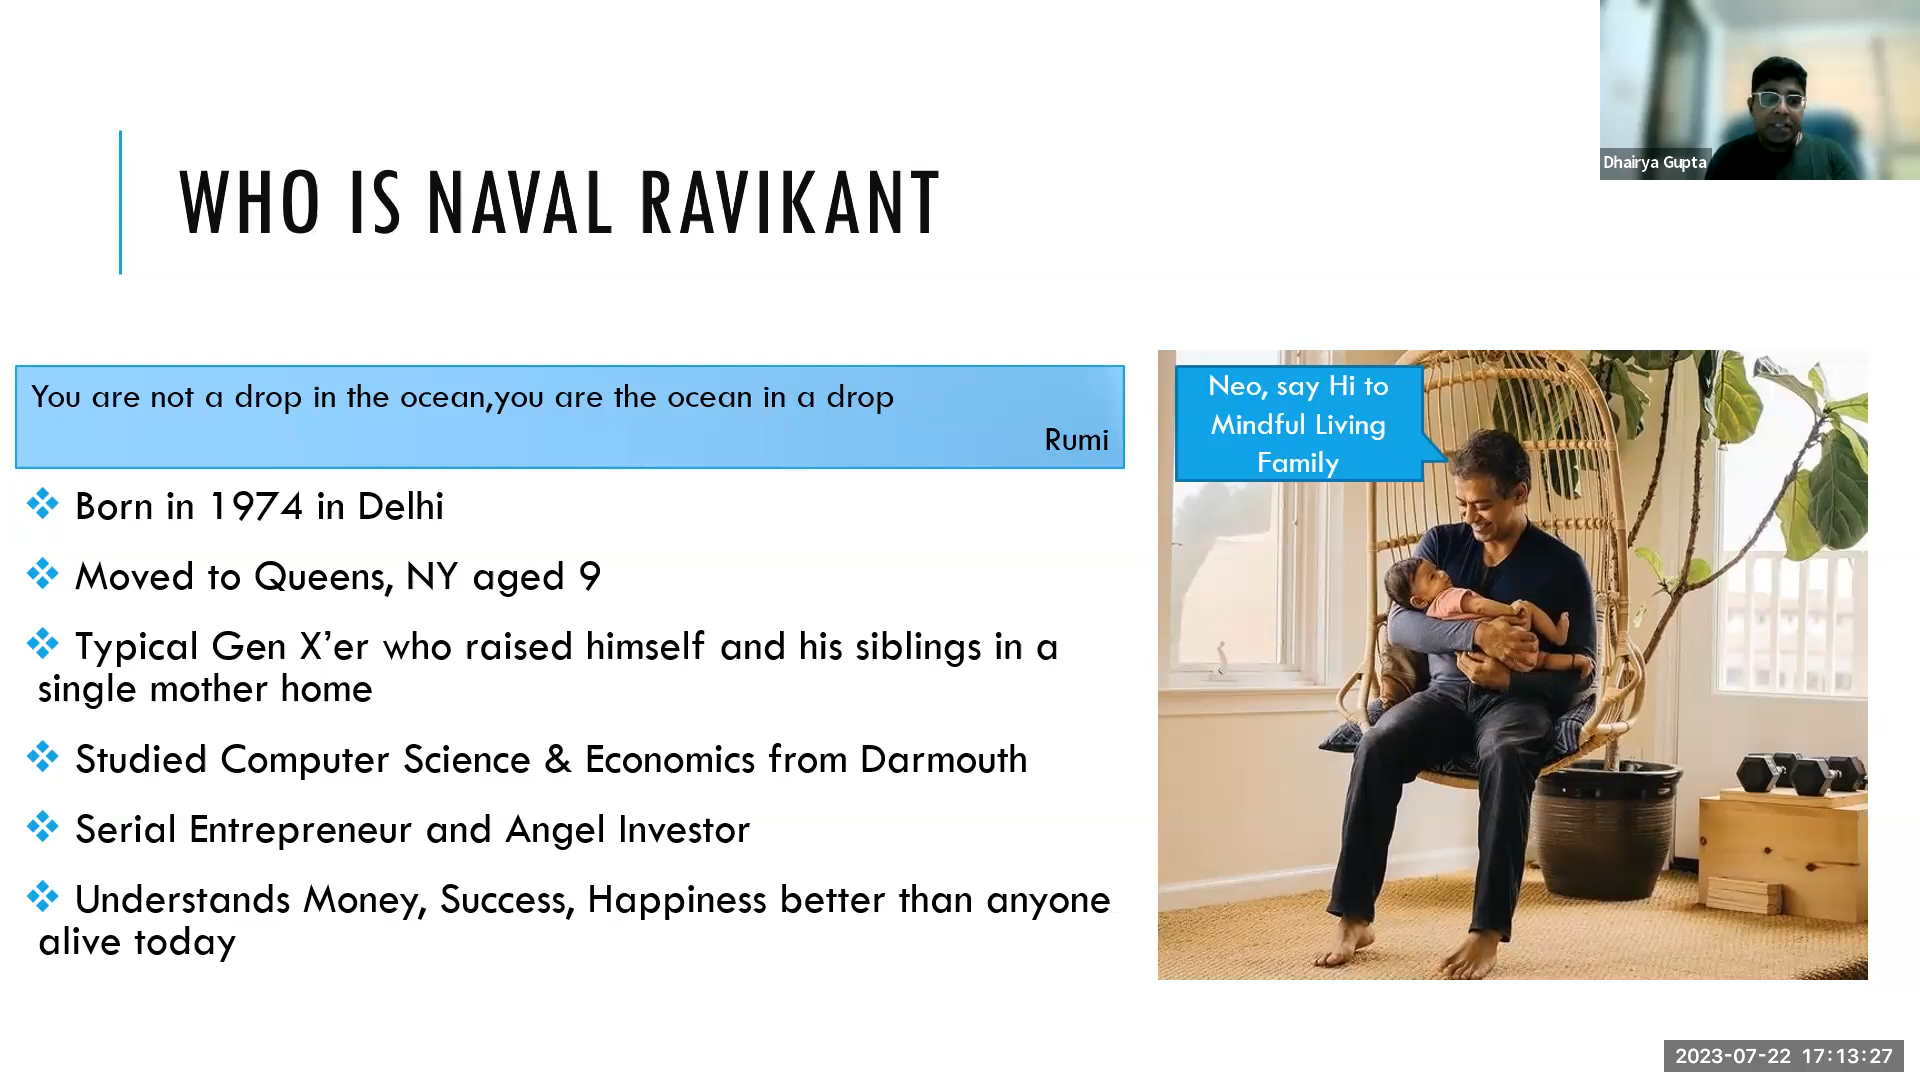 Dhairya Gupta
WHO IS NAVAL RAVIKANT
You are not a drop in the ocean,you are the ocean in a drop
Rumi
Neo, say Hi to
Mindful Living
Family
Born in 1974 in Delhi
Moved to Queens, NY aged 9
Typical Gen X’er who raised himself and his siblings in a
single mother home
Studied Computer Science & Economics from Darmouth
Serial Entrepreneur and Angel Investor
Understands Money, Success, Happiness better than anyone
alive today
2023-07-22 17:13:27